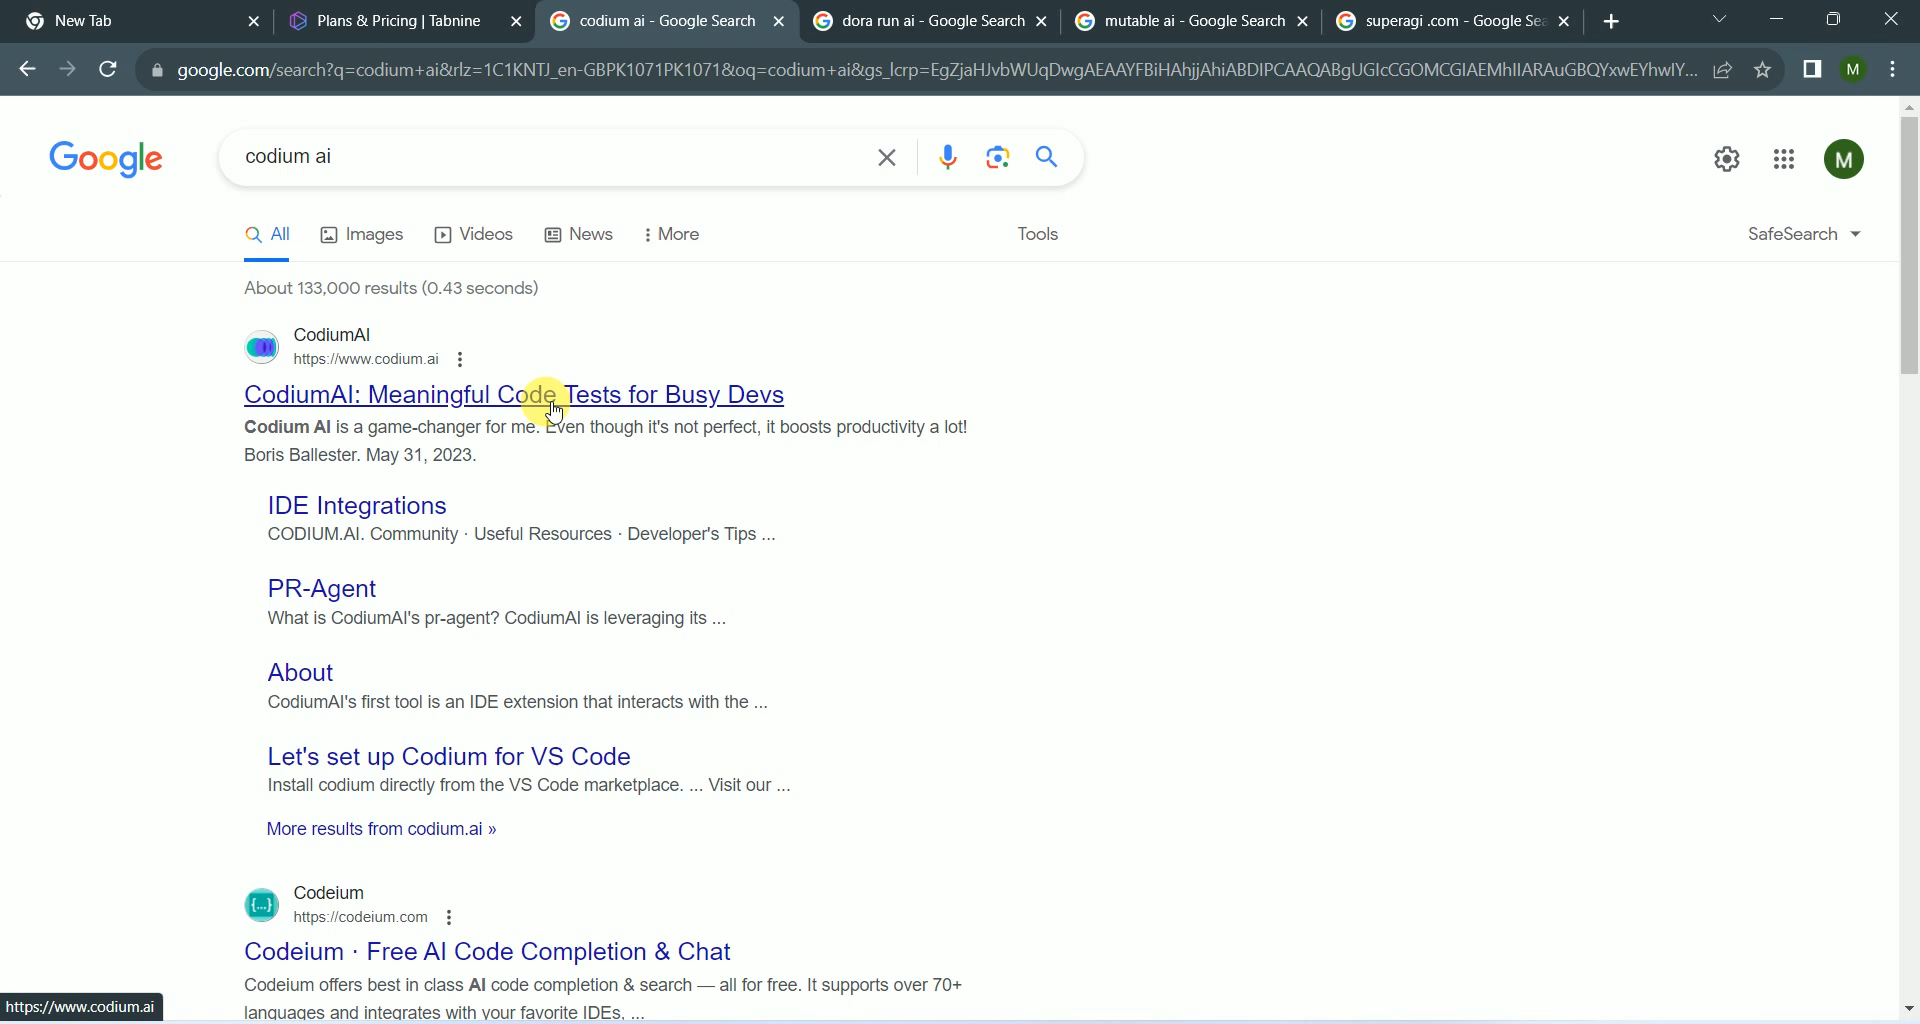 New Tab
Plans & Pricing | Tabnine
codium ai - Google Search
dora run ai - Google Search
mutable ai - Google Search
superagi .com - Google Sea
google.com/search?q=codium+ai&rlz=1C1KNTJ_en-GBPK1071PK1071&oq=codium+ai&gs_lcrp=EgZjaHJvbWUqDwgAEAAYFBiHAhjjAhiABDIPCAAQABgUGIcCGOMCGIAEMhIIARAuGBQYxwEYhwIY...
M
Google
codium ai
M
All
Images
Videos
News
More
Tools
SafeSearch
About 133,000 results (0.43 seconds)
CodiumAI
https://www.codium.ai
CodiumAI: Meaningful Code Tests for Busy Devs
Codium AI is a game-changer for me. Even though it's not perfect, it boosts productivity a lot!
Boris Ballester. May 31, 2023.
IDE Integrations
CODIUM.AI. Community · Useful Resources · Developer's Tips ...
PR-Agent
What is CodiumAI's pr-agent? CodiumAI is leveraging its ...
About
CodiumAI's first tool is an IDE extension that interacts with the ...
Let's set up Codium for VS Code
Install codium directly from the VS Code marketplace. ... Visit our ...
More results from codium.ai »
{...}
Codeium
https://codeium.com
Codeium · Free AI Code Completion & Chat
Codeium offers best in class AI code completion & search — all for free. It supports over 70+
languages and integrates with your favorite IDEs, ...
https://www.codium.ai